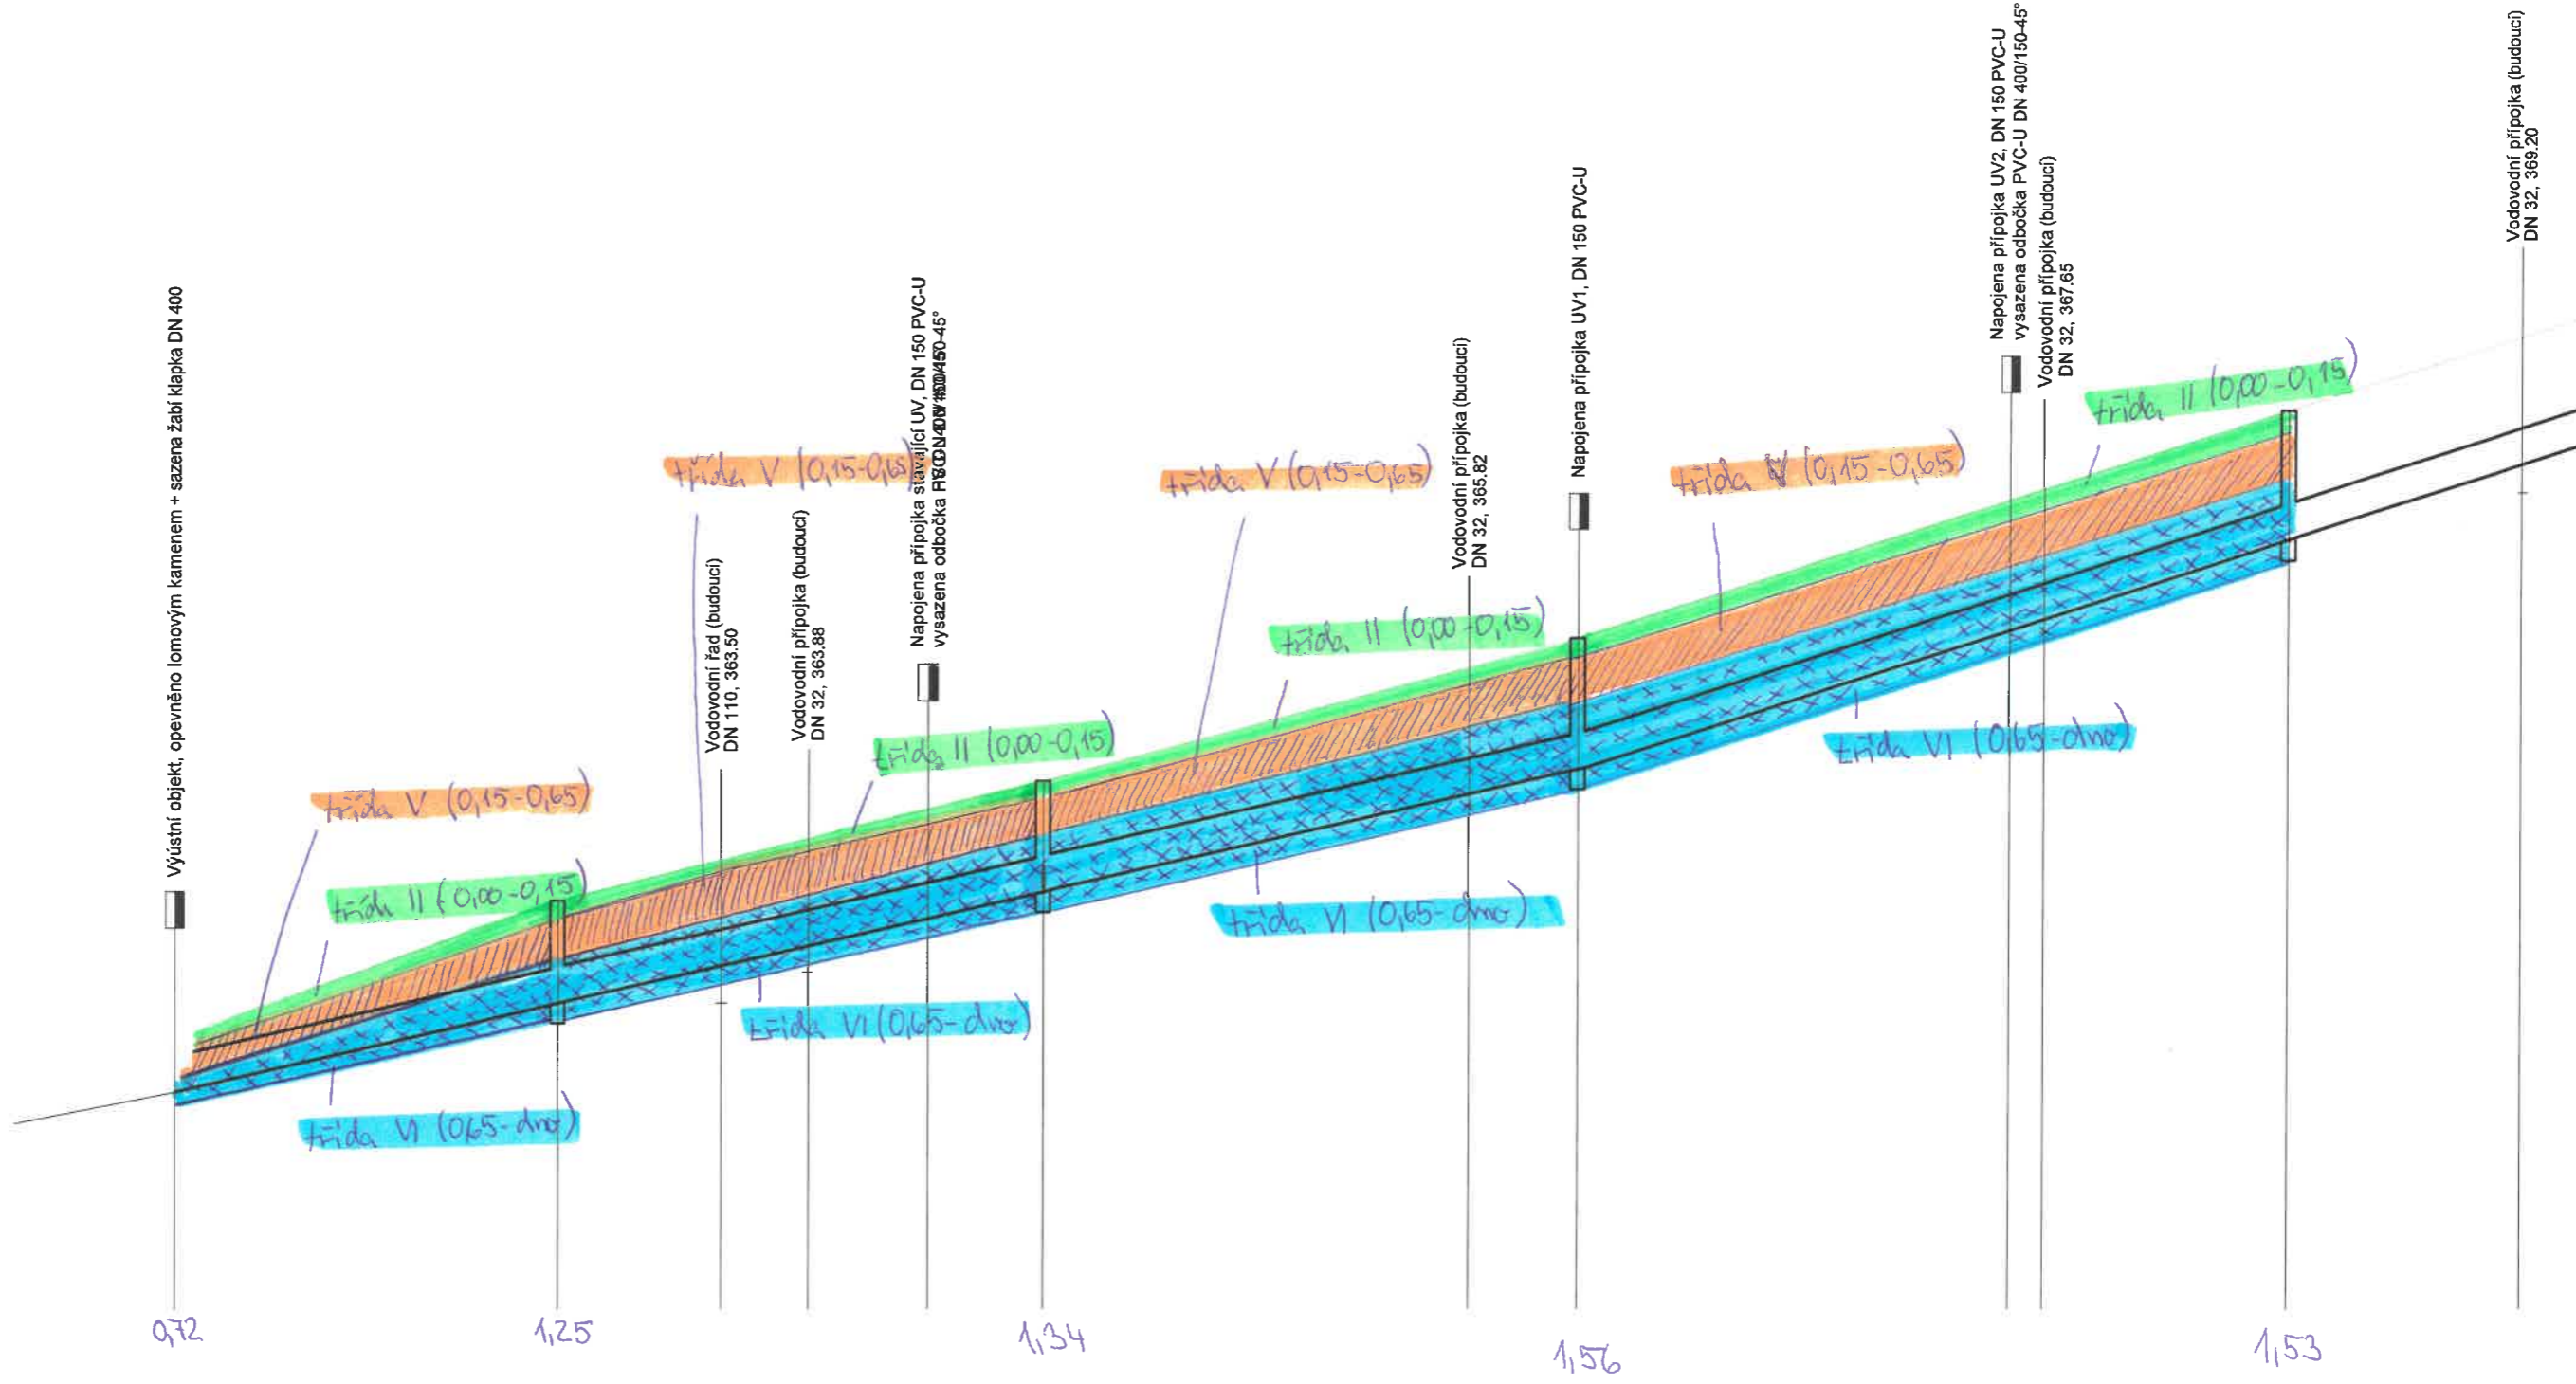 Výústní objekt, opevněno lomovým kamenem + sazena žabí klapka DN 400
třída V (0,15-0,65)
třída II (0,00-0,15)
třída VI (0,65-dno)
třída V (0,15-0,65)
Vodovodní řad (budoucí)
DN 110, 363.50
Vodovodní přípojka (budoucí)
DN 32, 363.88
Napojena přípojka stávající UV, DN 150 PVC-U
vysazena odbočka
třída II (0,00-0,15)
třída VI (0,65-dno)
třída V (0,15-0,65)
třída II (0,00-0,15)
třída VI (0,65-dno)
Vodovodní přípojka (budoucí)
DN 32, 365.82
Napojena přípojka UV1, DN 150 PVC-U
třída V (0,15-0,65)
třída VI (0,65-dno)
Napojena přípojka UV2, DN 150 PVC-U
vysazena odbočka PVC-U DN 400/150-45°
Vodovodní přípojka (budoucí)
DN 32, 367.65
třída II (0,00-0,15)
Vodovodní přípojka (budoucí)
DN 32, 369.20
0,72
1,25
1,34
1,56
1,53